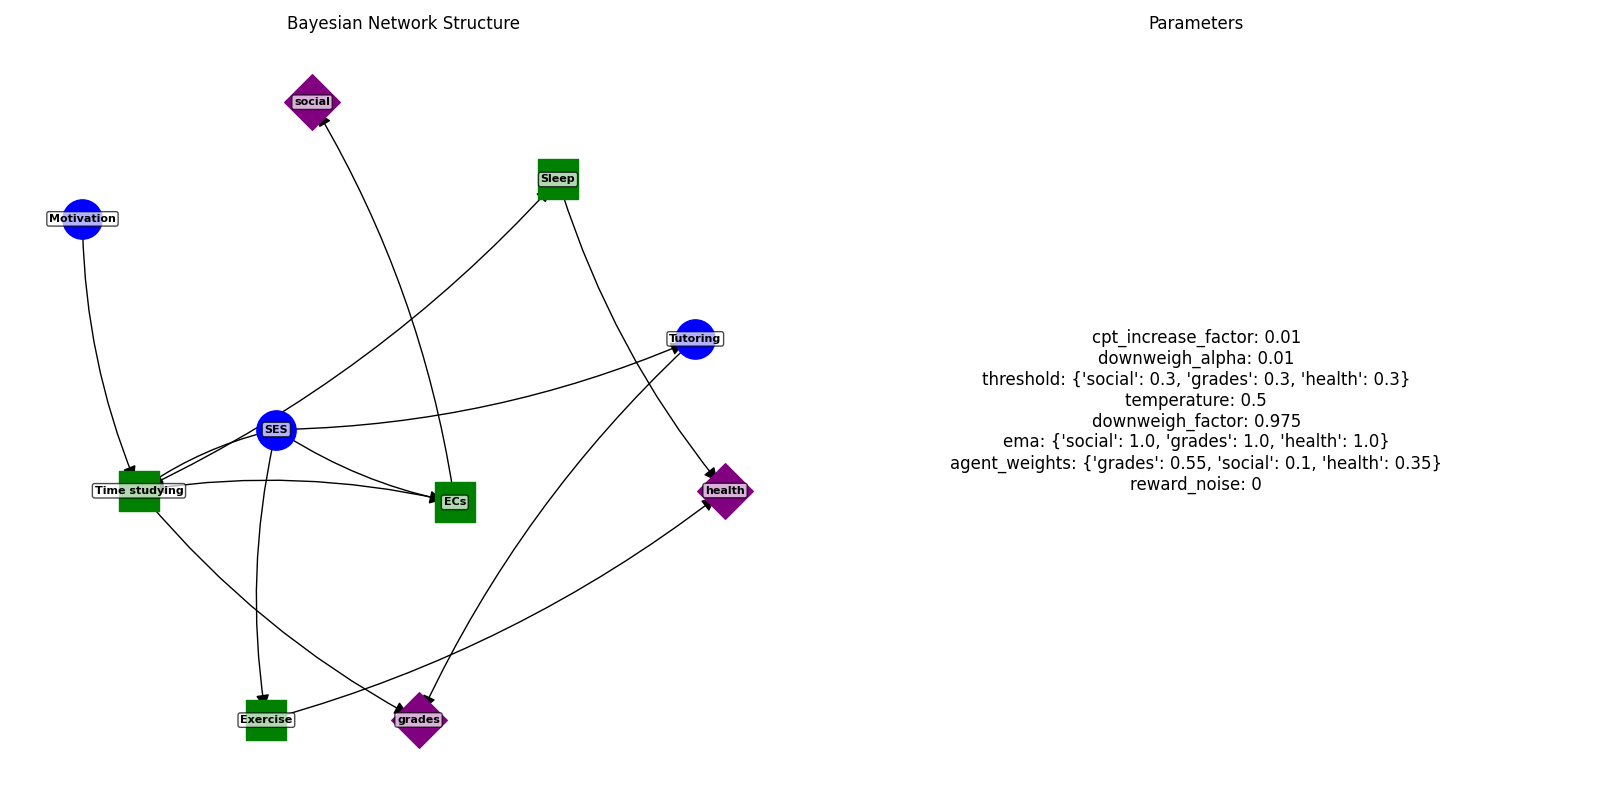 Bayesian Network Structure
Parameters
social
Sleep
Motivation
Tutoring
SES
Time studying
ECs
health
Exercise
grades
cpt_increase_factor: 0.01
downweigh_alpha: 0.01
threshold: {'social': 0.3, 'grades': 0.3, 'health': 0.3}
temperature: 0.5
downweigh_factor: 0.975
ema: {'social': 1.0, 'grades': 1.0, 'health': 1.0}
agent_weights: {'grades': 0.55, 'social': 0.1, 'health': 0.35}
reward_noise: 0